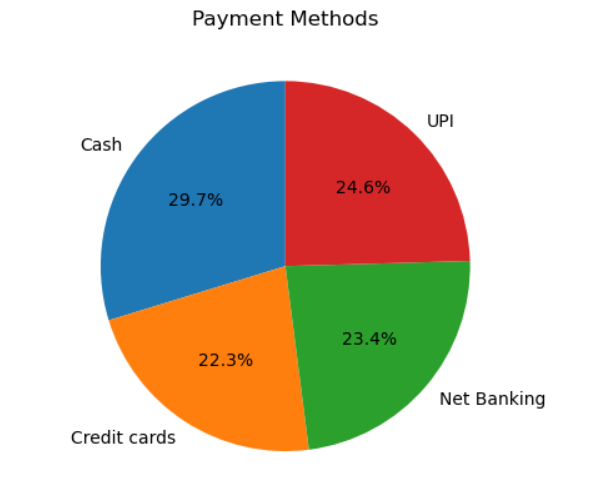 Payment Methods
UPI
Cash
24.6%
29.7%
23.4%
22.3%
Net Banking
Credit cards